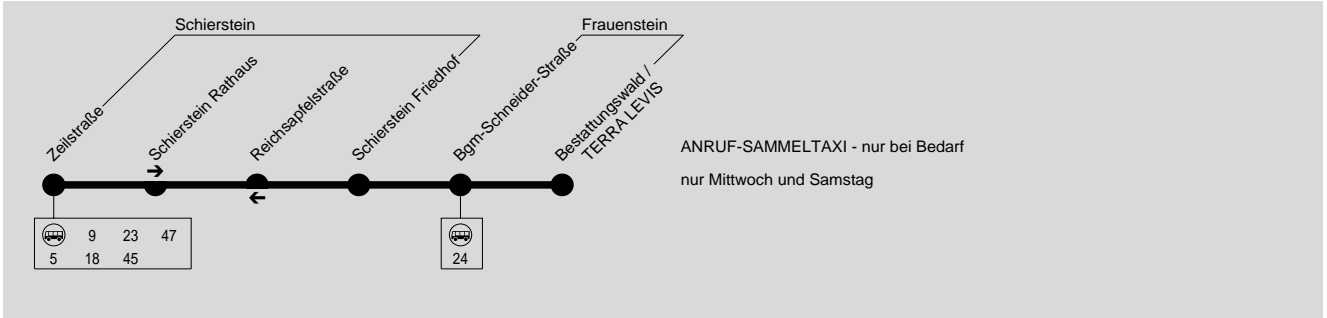 Schierstein
Frauenstein
Zeilstraße
Schierstein Rathaus
Reichsapfelstraße
Schierstein Friedhof
Bgm-Schneider-Straße
Bestattungswald /
TERRA LEVIS
ANRUF-SAMMELTAXI - nur bei Bedarf
nur Mittwoch und Samstag
9 23 47
5 18 45
24